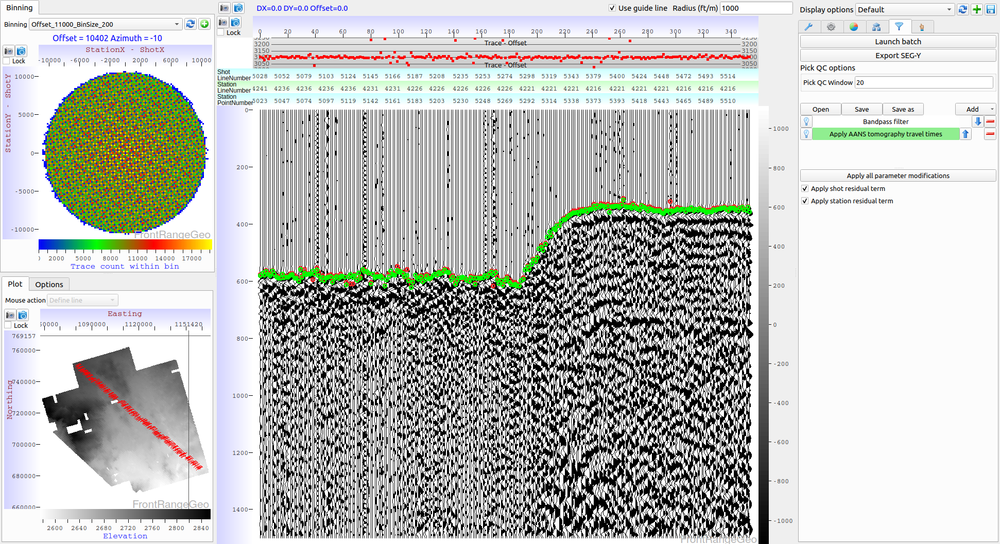 Binning
Binning Offset_11000_BinSize_200
Offset = 10402 Azimuth = -10
StationX - ShotX
Lock
-10000 -6000 -2000 2000 6000 10000
StationY - ShotY
10000
5000
0
-5000
-10000
FrontRangeGeo
0 2000 5000 8000 11000 14000 17000
Trace count within bin
Plot Options
Mouse action Define line
Easting
Lock
60000 1090000 1120000 1151420
769157
Northing
760000
740000
720000
700000
680000
660000
FrontRangeGeo
2600 2640 2680 2720 2760 2800 2840
Elevation
DX=0.0 DY=0.0 Offset=0.0
Use guide line Radius (ft/m) 1000
Lock
0 20 40 60 80 100 120 140 160 180 200 220 240 260 280 300 320 340
3250 3250
Trace - Offset
3200 3200
3150 3150
3100 3100
3050 Trace - Offset 3050
Shot
LineNumber 5028 5052 5079 5103 5124 5145 5166 5187 5208 5235 5253 5274 5298 5319 5343 5379 5400 5424 5448 5472 5493 5514
Station
LineNumber 4241 4236 4236 4236 4236 4231 4231 4226 4226 4226 4226 4226 4221 4221 4221 4216 4221 4221 4221 4216 4216 4216
Station
PointNumber 5023 5047 5074 5097 5119 5142 5161 5183 5203 5230 5248 5269 5292 5314 5338 5373 5393 5418 5443 5465 5489 5510
0
200
400
600
800
1000
1200
1400
FrontRangeGeo
1000
800
600
400
200
0
-200
-400
-600
-800
-1000
Display options Default
Launch batch
Export SEG-Y
Pick QC options
Pick QC Window 20
Open Save Save as Add
Bandpass filter
Apply AANS tomography travel times
Apply all parameter modifications
Apply shot residual term
Apply station residual term